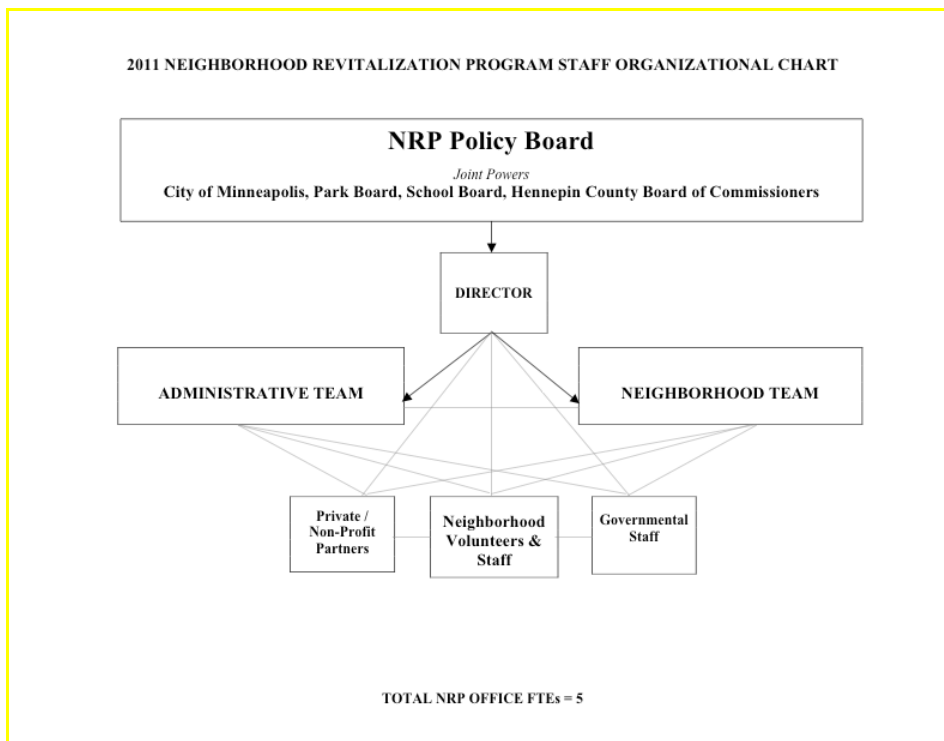 2011 NEIGHBORHOOD REVITALIZATION PROGRAM STAFF ORGANIZATIONAL CHART
NRP Policy Board
Joint Powers
City of Minneapolis, Park Board, School Board, Hennepin County Board of Commissioners
DIRECTOR
ADMINISTRATIVE TEAM
NEIGHBORHOOD TEAM
Private /
Non-Profit
Partners
Neighborhood
Volunteers &
Staff
Governmental
Staff
TOTAL NRP OFFICE FTEs = 5